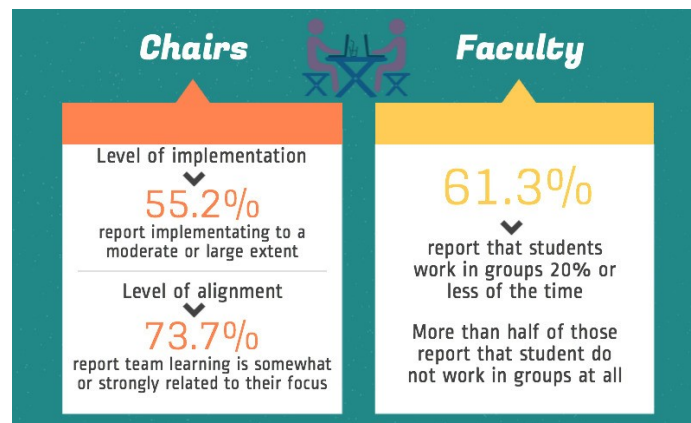 Chairs
Level of implementation
55.2%
report implementating to a
moderate or large extent
Level of alignment
73.7%
report team learning is somewhat
or strongly related to their focus
Faculty
61.3%
report that students
work in groups 20% or
less of the time
More than half of those
report that student do
not work in groups at all